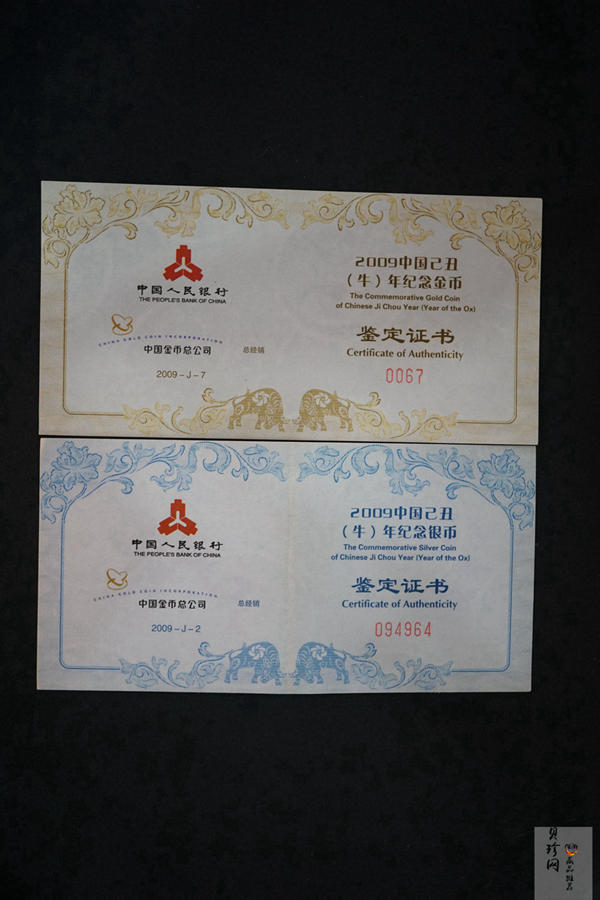 中国人民银行
THE PEOPLE'S BANK OF CHINA
CHINA GOLD COIN INCORPORATION
中国金币总公司 总经销
2009-J-7
2009中国己丑
（牛）年纪念金币
The Commemorative Gold Coin
of Chinese Ji Chou Year (Year of the Ox)
鉴定证书
Certificate of Authenticity
0067
中国人民银行
THE PEOPLE'S BANK OF CHINA
CHINA GOLD COIN INCORPORATION
中国金币总公司 总经销
2009-J-2
2009中国己丑
（牛）年纪念银币
The Commemorative Silver Coin
of Chinese Ji Chou Year (Year of the Ox)
鉴定证书
Certificate of Authenticity
094964
贝珍网